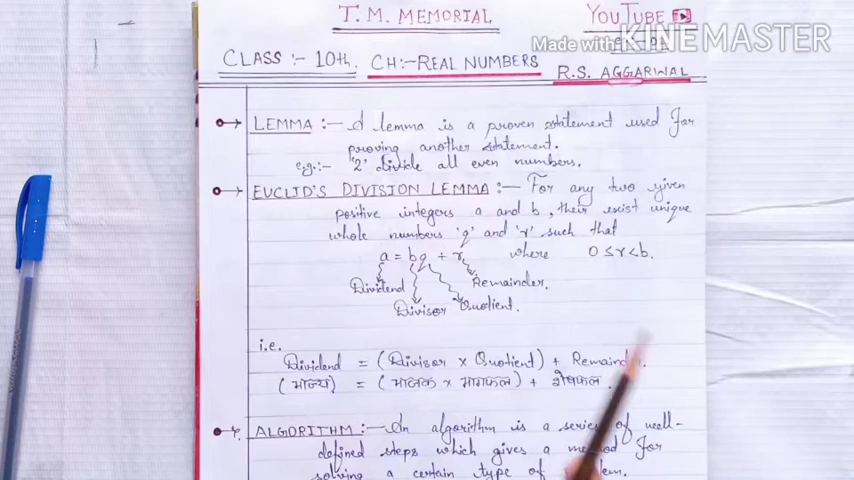 T. M. MEMORIAL
YOUTUBE
Made with KINEMASTER
CLASS :- 10th.
CH:- REAL NUMBERS
R.S. AGGARWAL
LEMMA :- A lemma is a proven statement used for
proving another statement.
e.g:- '2' divide all even numbers.
EUCLID'S DIVISION LEMMA :- For any two given
positive integers a and b, their exist unique
whole numbers 'q' and 'r' such that
a = bq + r where 0 ≤ r < b.
Dividend Remainder.
Divisor Quotient.
i.e.
Dividend = (Divisor x Quotient) + Remainder.
(भाज्य) = (भाजक x भागफल) + शेषफल.
ALGORITHM :- An algorithm is a series of well-
defined steps which gives a method for
solving a certain type of